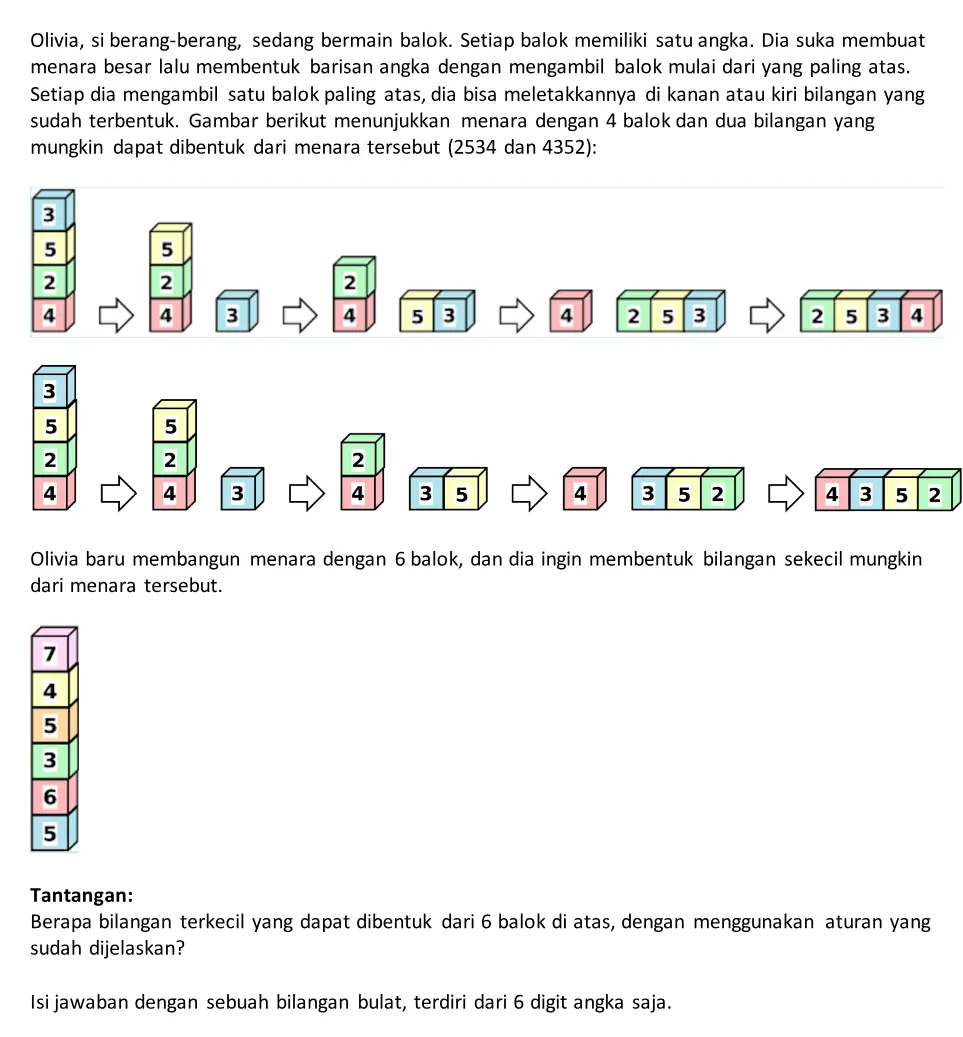 Olivia, si berang-berang, sedang bermain balok. Setiap balok memiliki satu angka. Dia suka membuat
menara besar lalu membentuk barisan angka dengan mengambil balok mulai dari yang paling atas.
Setiap dia mengambil satu balok paling atas, dia bisa meletakkannya di kanan atau kiri bilangan yang
sudah terbentuk. Gambar berikut menunjukkan menara dengan 4 balok dan dua bilangan yang
mungkin dapat dibentuk dari menara tersebut (2534 dan 4352):
3
5 5
2 2 2
4 4 3 4 5 3 4 2 5 3 2 5 3 4
3
5 5
2 2 2
4 4 3 4 3 5 4 3 5 2 4 3 5 2
Olivia baru membangun menara dengan 6 balok, dan dia ingin membentuk bilangan sekecil mungkin
dari menara tersebut.
7
4
5
3
6
5
Tantangan:
Berapa bilangan terkecil yang dapat dibentuk dari 6 balok di atas, dengan menggunakan aturan yang
sudah dijelaskan?
Isi jawaban dengan sebuah bilangan bulat, terdiri dari 6 digit angka saja.